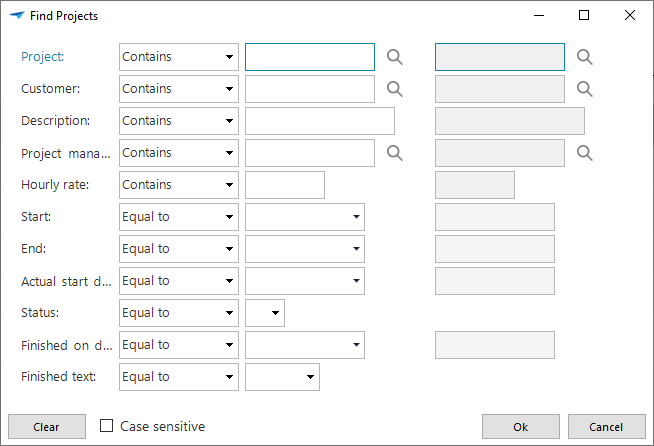 Find Projects
Project: Contains
Customer: Contains
Description: Contains
Project mana... Contains
Hourly rate: Contains
Start: Equal to
End: Equal to
Actual start d... Equal to
Status: Equal to
Finished on d... Equal to
Finished text: Equal to
Clear Case sensitive Ok Cancel